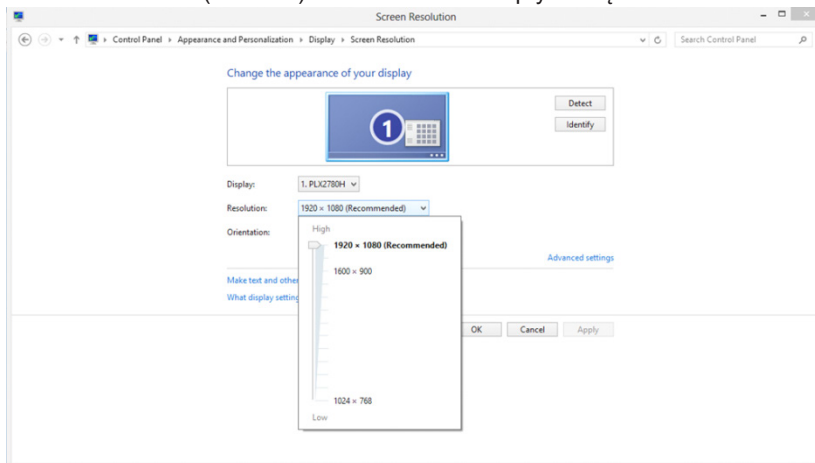 Screen Resolution
Control Panel Appearance and Personalization Display Screen Resolution
Search Control Panel
Change the appearance of your display
1
Detect
Identify
Display: 1. PLX2780H
Resolution: 1920 × 1080 (Recommended)
Orientation:
High
1920 × 1080 (Recommended)
1600 × 900
1024 × 768
Low
Advanced settings
Make text and other
What display setting
OK Cancel Apply